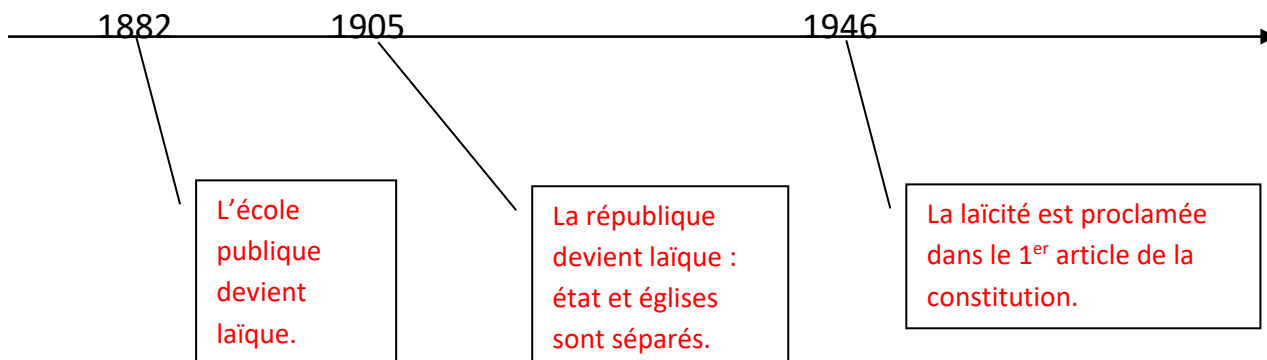 1882 1905 1946
L’école
publique
devient
laïque.
La république
devient laïque :
état et églises
sont séparés.
La laïcité est proclamée
dans le 1er article de la
constitution.